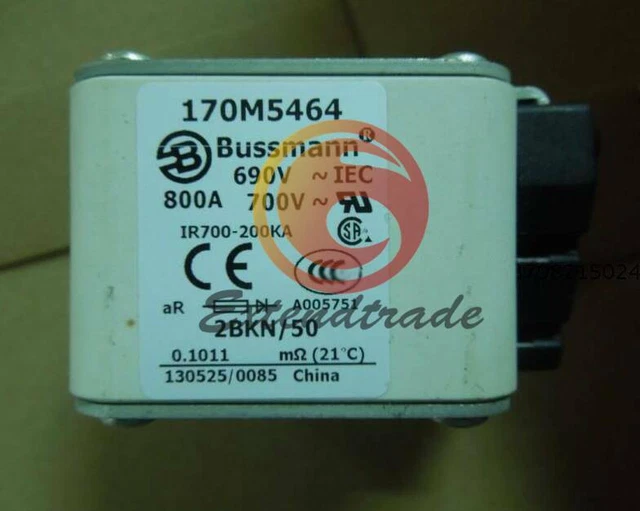 170M5464
Bussmann®
690V ~ IEC
800A 700V ~
IR700-200KA
CE
CCC
aR A005751
Extendtrade
2BKN/50
0.1011 mΩ (21°C)
130525/0085 China